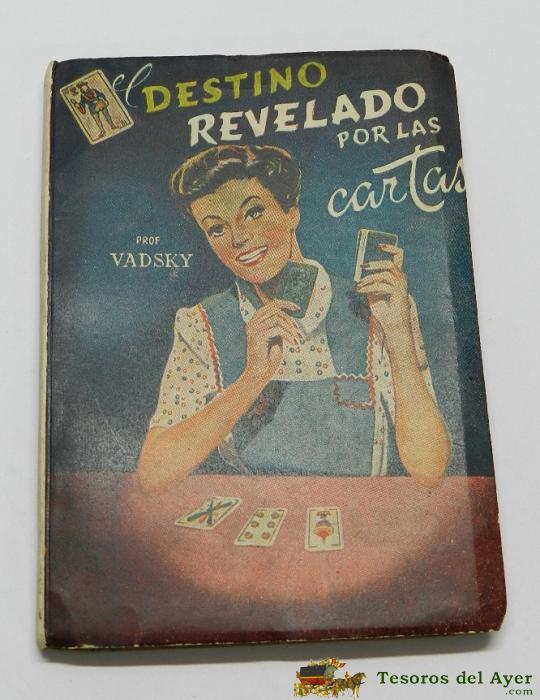 el DESTINO
REVELADO
POR LAS
cartas
PROF
VADSKY
Tesoros del Ayer
.com